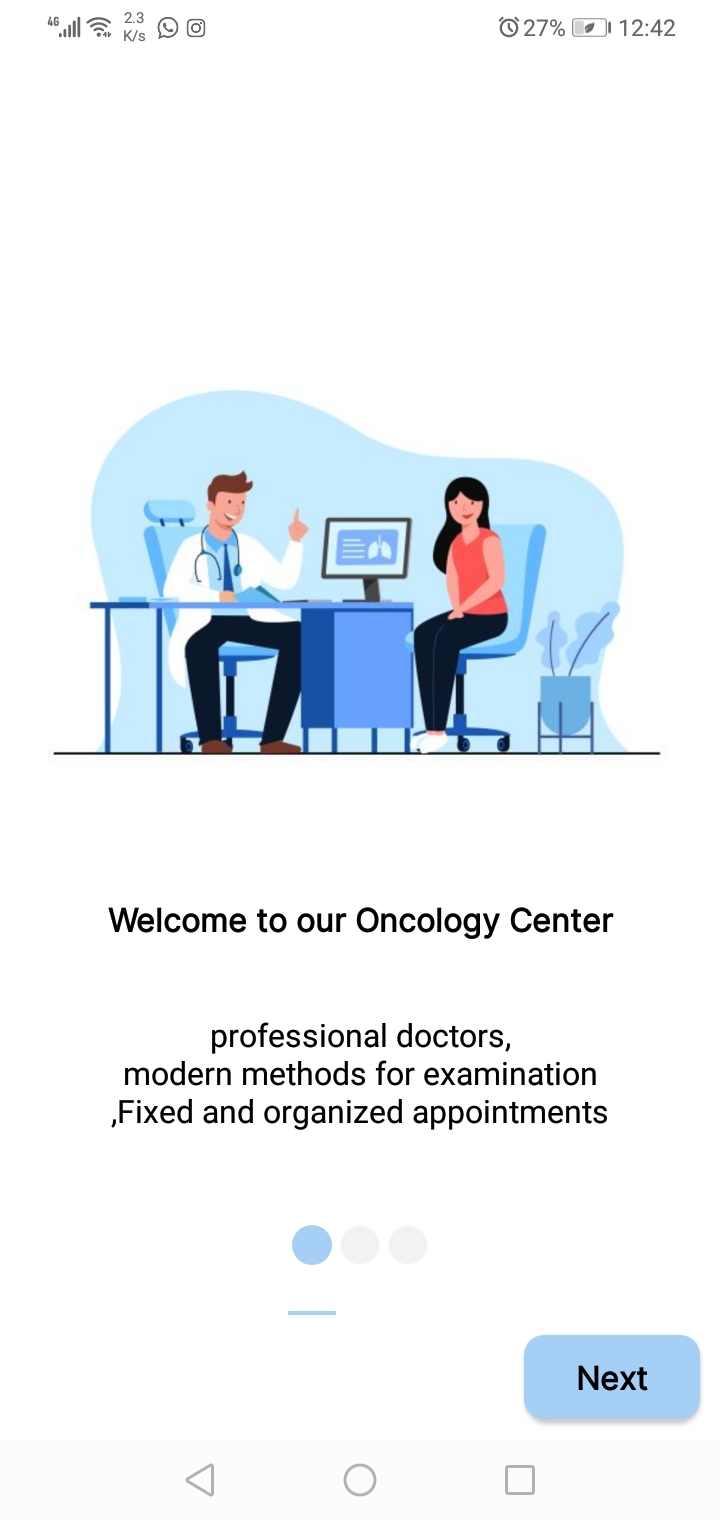 4G 2.3 K/s 27% 12:42
Welcome to our Oncology Center
professional doctors,
modern methods for examination
,Fixed and organized appointments
Next